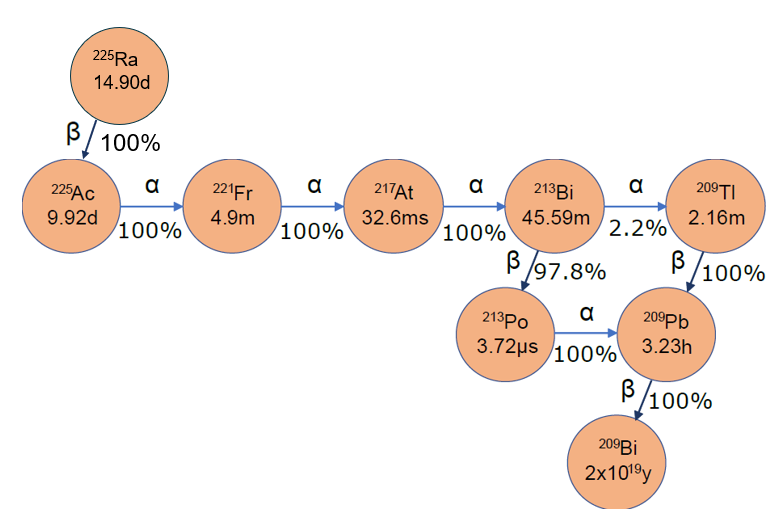 ²²⁵Ra
14.90d
β
100%
²²⁵Ac
9.92d
α
100%
²²¹Fr
4.9m
α
100%
²¹⁷At
32.6ms
α
100%
²¹³Bi
45.59m
α
2.2%
²⁰⁹Tl
2.16m
β
97.8%
β
100%
²¹³Po
3.72µs
α
100%
²⁰⁹Pb
3.23h
β
100%
²⁰⁹Bi
2x10¹⁹y